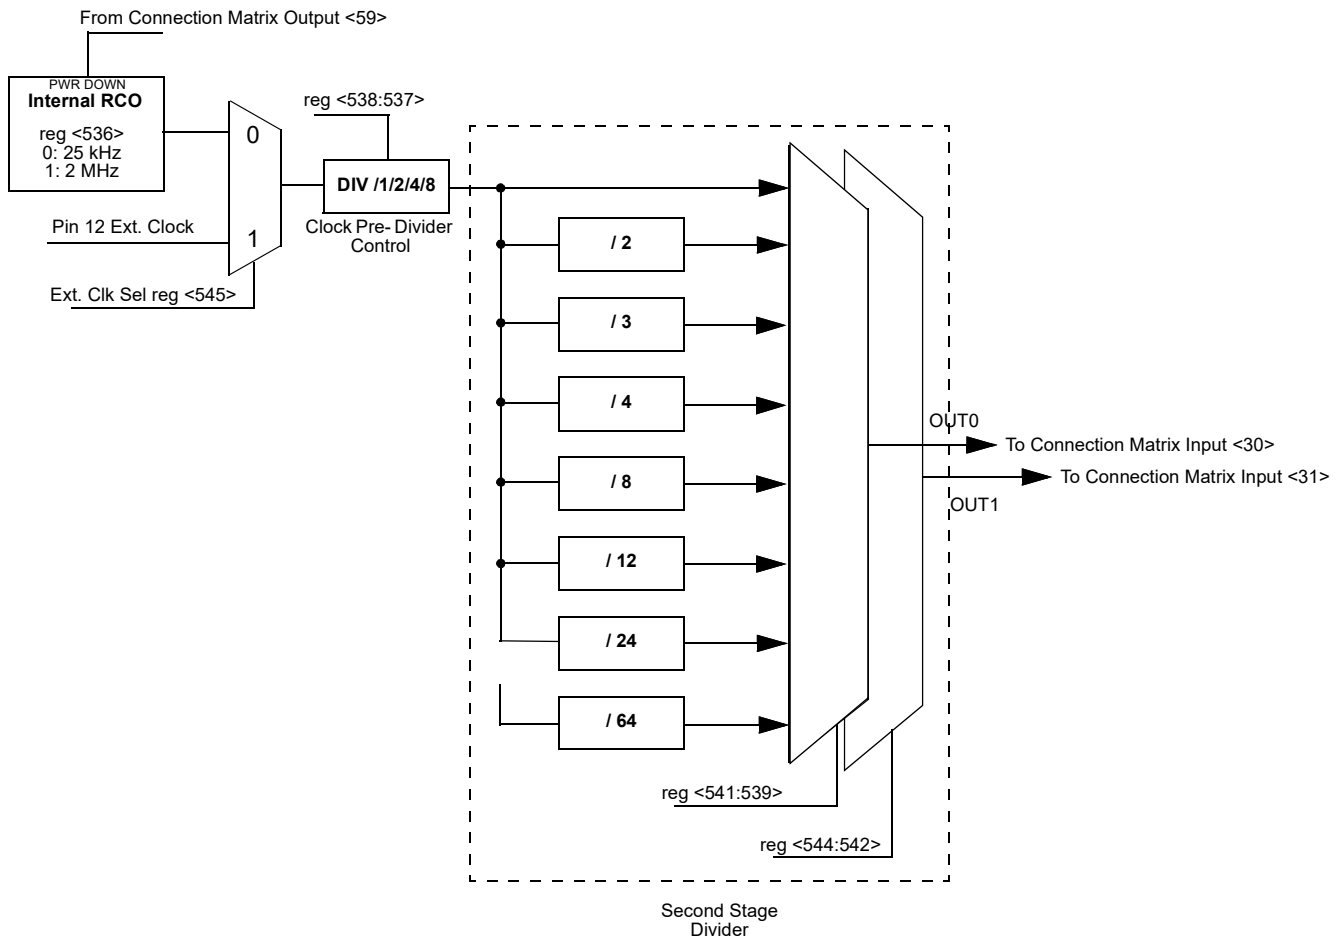 From Connection Matrix Output <59>
PWR DOWN
Internal RCO
reg <536>
0: 25 kHz
1: 2 MHz
0
1
Pin 12 Ext. Clock
Ext. Clk Sel reg <545>
reg <538:537>
DIV /1/2/4/8
Clock Pre- Divider
Control
/ 2
/ 3
/ 4
/ 8
/ 12
/ 24
/ 64
OUT0
To Connection Matrix Input <30>
To Connection Matrix Input <31>
OUT1
reg <541:539>
reg <544:542>
Second Stage
Divider